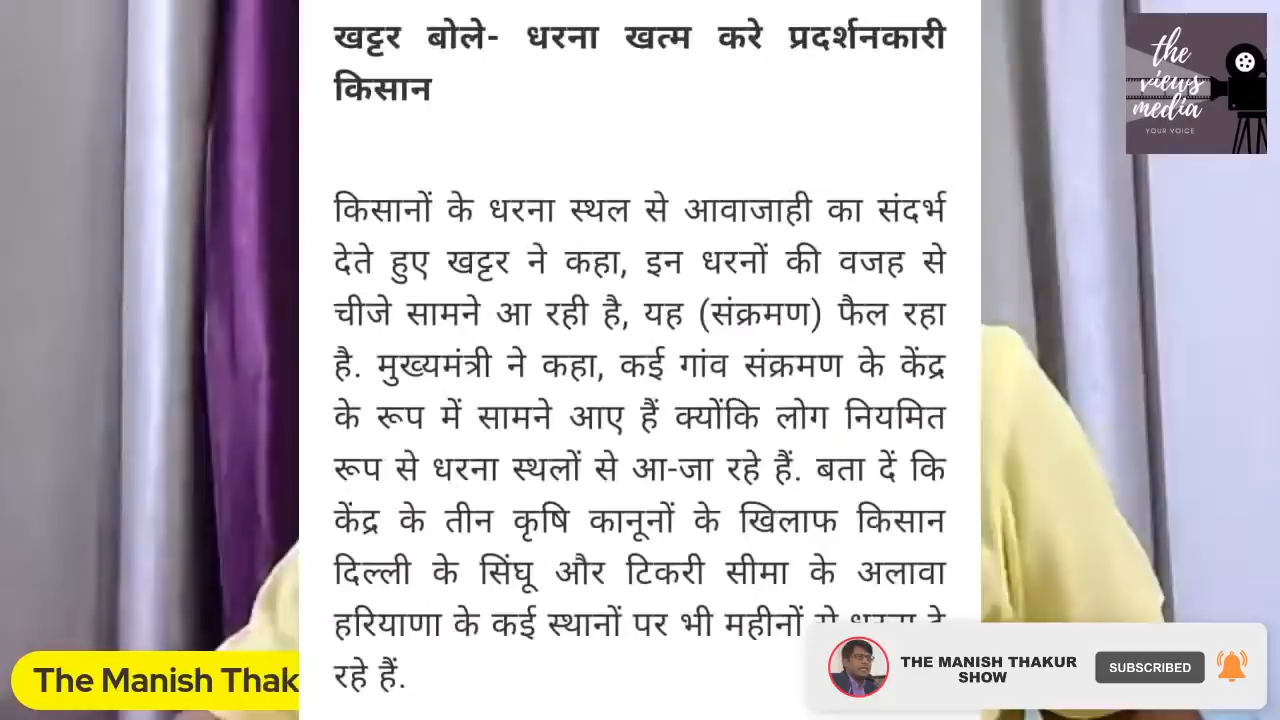 खट्टर बोले- धरना खत्म करे प्रदर्शनकारी
किसान
किसानों के धरना स्थल से आवाजाही का संदर्भ
देते हुए खट्टर ने कहा, इन धरनों की वजह से
चीजे सामने आ रही है, यह (संक्रमण) फैल रहा
है. मुख्यमंत्री ने कहा, कई गांव संक्रमण के केंद्र
के रूप में सामने आए हैं क्योंकि लोग नियमित
रूप से धरना स्थलों से आ-जा रहे हैं. बता दें कि
केंद्र के तीन कृषि कानूनों के खिलाफ किसान
दिल्ली के सिंघू और टिकरी सीमा के अलावा
हरियाणा के कई स्थानों पर भी महीनों
रहे हैं.
the
views
media
YOUR VOICE
The Manish Thak
THE MANISH THAKUR
SHOW
SUBSCRIBED